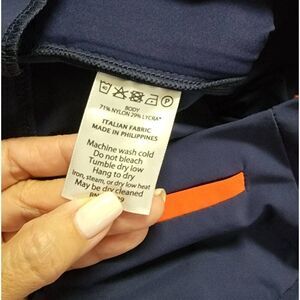 40
P
BODY
71% NYLON 29% LYCRA®
ITALIAN FABRIC
MADE IN PHILIPPINES
Machine wash cold
Do not bleach
Tumble dry low
Hang to dry
Iron, steam, or dry low heat
May be dry cleaned